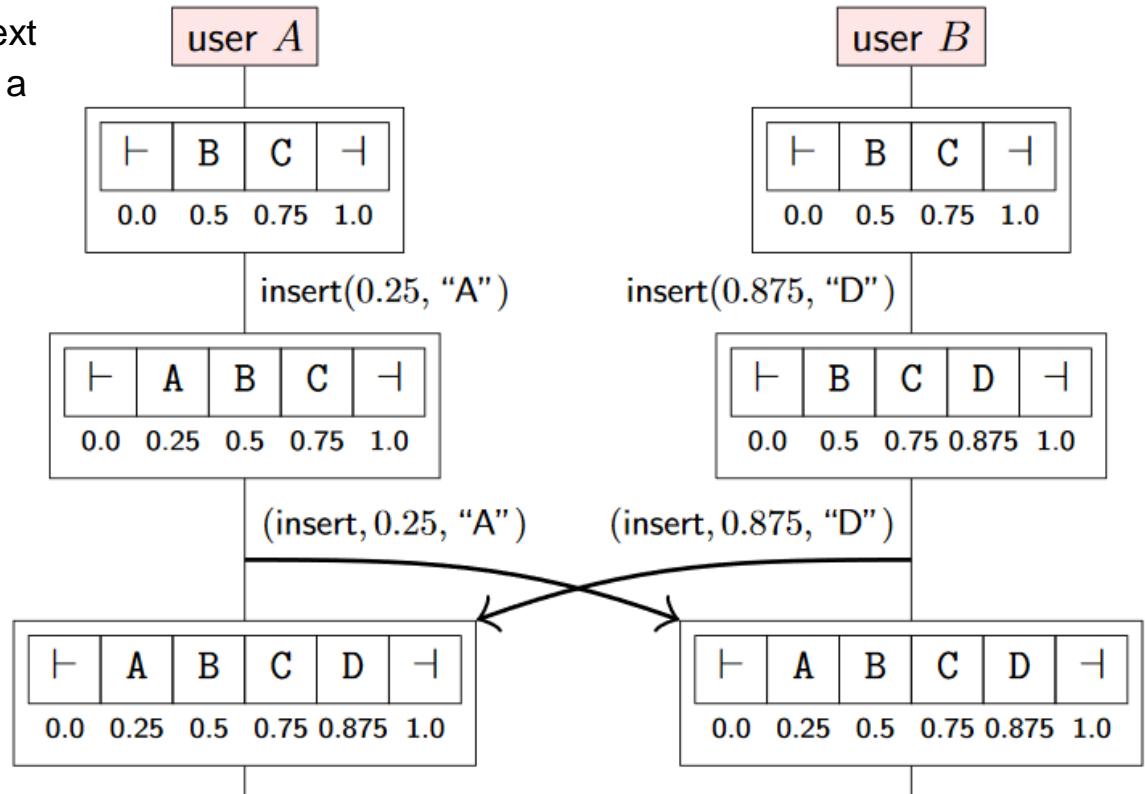 ext
a
user A
user B
⊢ B C ⊣
0.0 0.5 0.75 1.0
⊢ B C ⊣
0.0 0.5 0.75 1.0
insert(0.25, “A”)
insert(0.875, “D”)
⊢ A B C ⊣
0.0 0.25 0.5 0.75 1.0
⊢ B C D ⊣
0.0 0.5 0.75 0.875 1.0
(insert, 0.25, “A”)
(insert, 0.875, “D”)
⊢ A B C D ⊣
0.0 0.25 0.5 0.75 0.875 1.0
⊢ A B C D ⊣
0.0 0.25 0.5 0.75 0.875 1.0